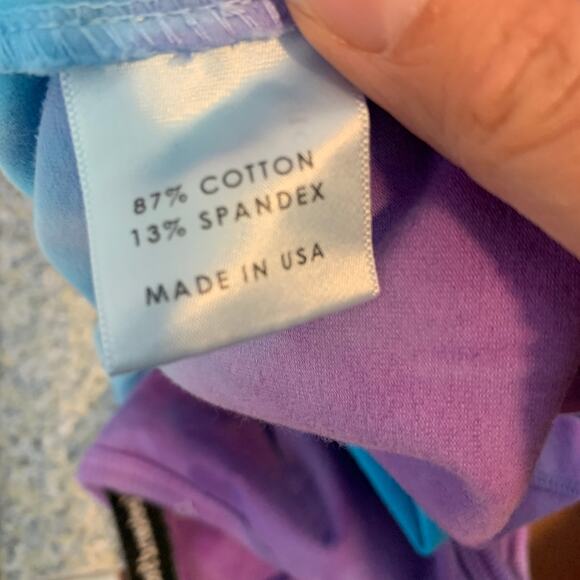 87% COTTON
13% SPANDEX
MADE IN USA